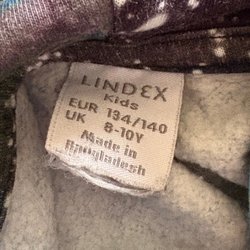 LINDEX
Kids
EUR 134/140
UK 8-10Y
Made in
Bangladesh